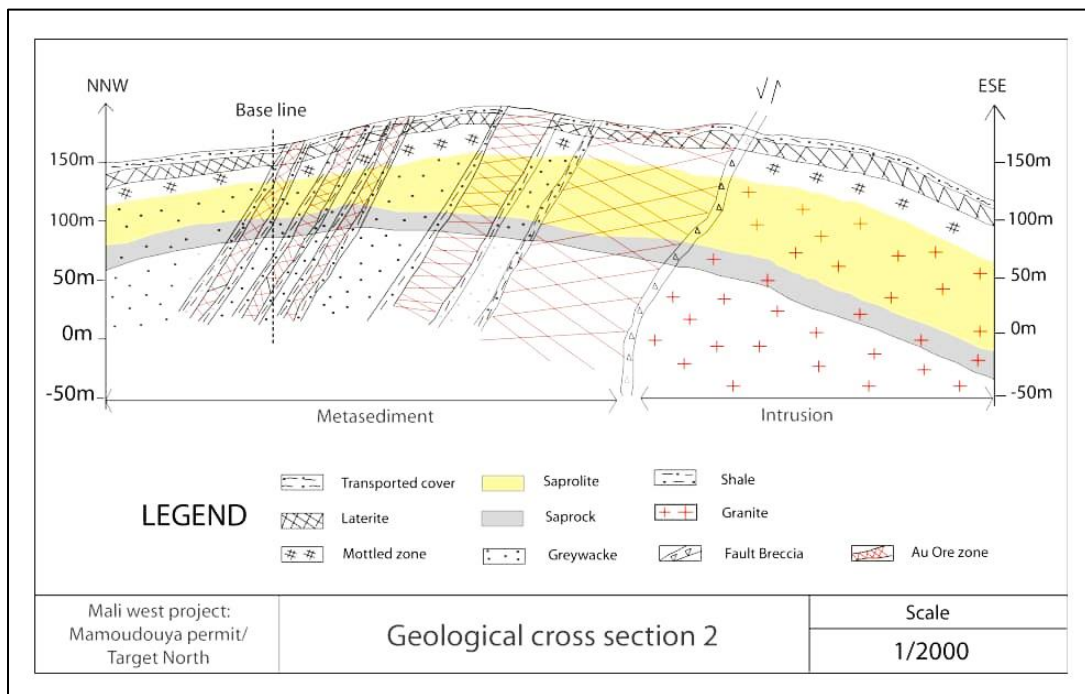 NNW
ESE
Base line
150m
150m
100m
100m
50m
50m
0m
0m
-50m
-50m
Metasediment
Intrusion
LEGEND
Transported cover
Saprolite
Shale
Laterite
Saprock
Granite
Mottled zone
Greywacke
Fault Breccia
Au Ore zone
Mali west project:
Mamoudouya permit/
Target North
Geological cross section 2
Scale
1/2000